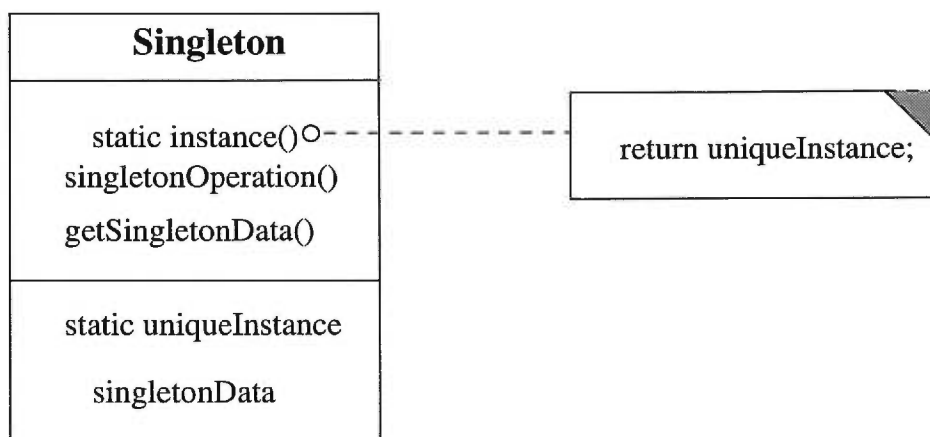 Singleton
static instance()
singletonOperation()
getSingletonData()
static uniqueInstance
singletonData
return uniqueInstance;